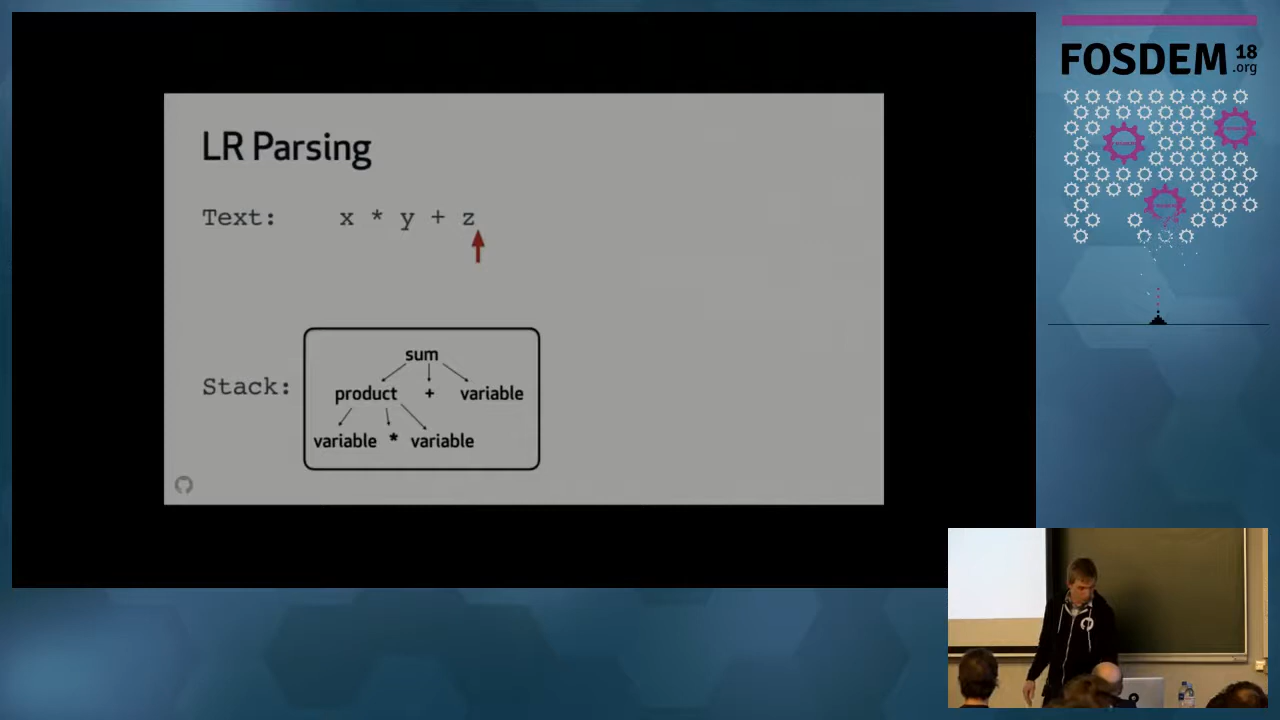 LR Parsing
Text: x * y + z
Stack:
sum
product + variable
variable * variable
FOSDEM 18
.org